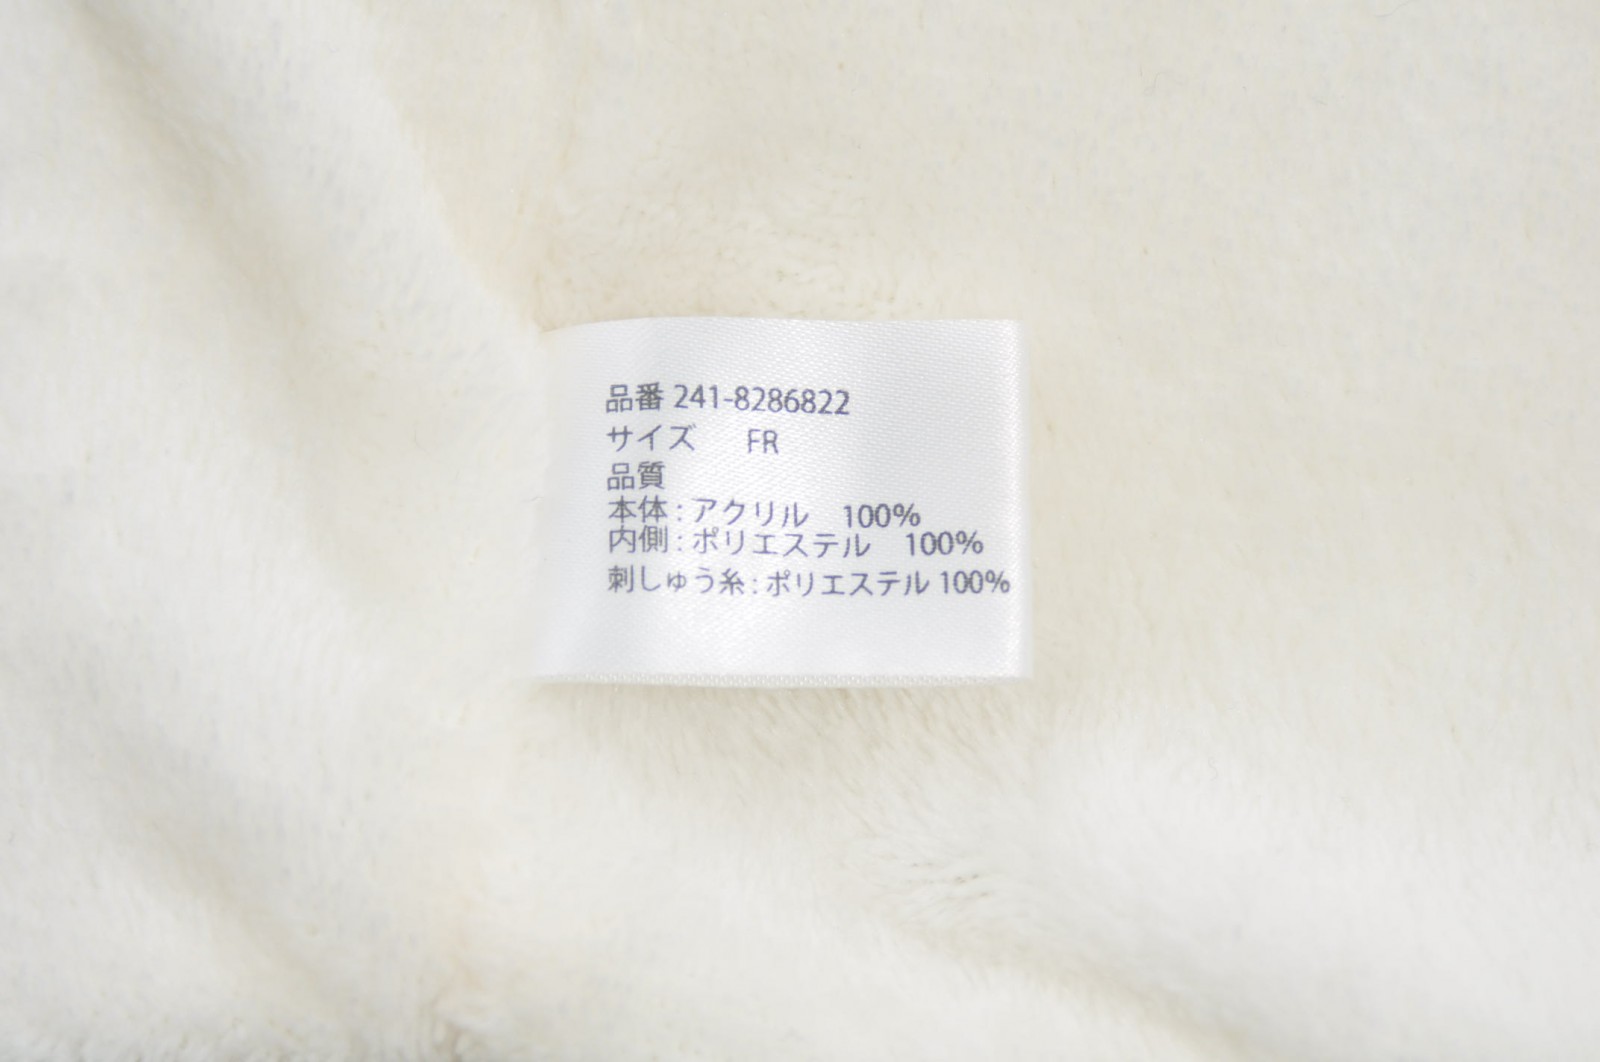 品番 241-8286822
サイズ FR
品質
本体 : アクリル 100%
内側 : ポリエステル 100%
刺しゅう糸 : ポリエステル 100%